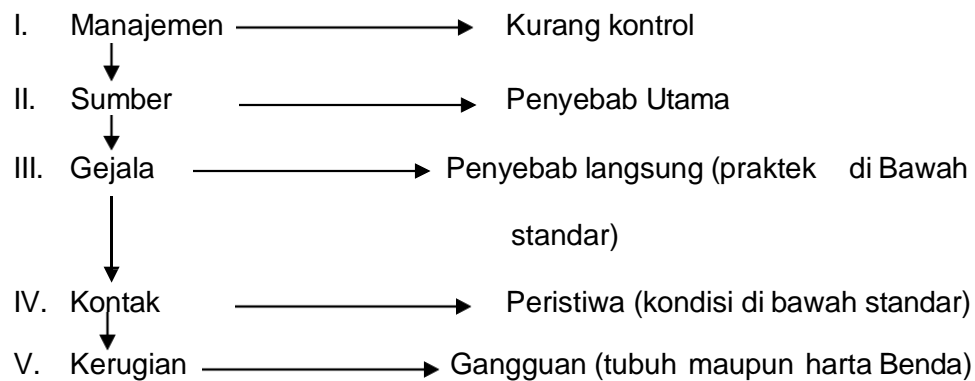 I. Manajemen Kurang kontrol
II. Sumber Penyebab Utama
III. Gejala Penyebab langsung (praktek di Bawah
standar)
IV. Kontak Peristiwa (kondisi di bawah standar)
V. Kerugian Gangguan (tubuh maupun harta Benda)